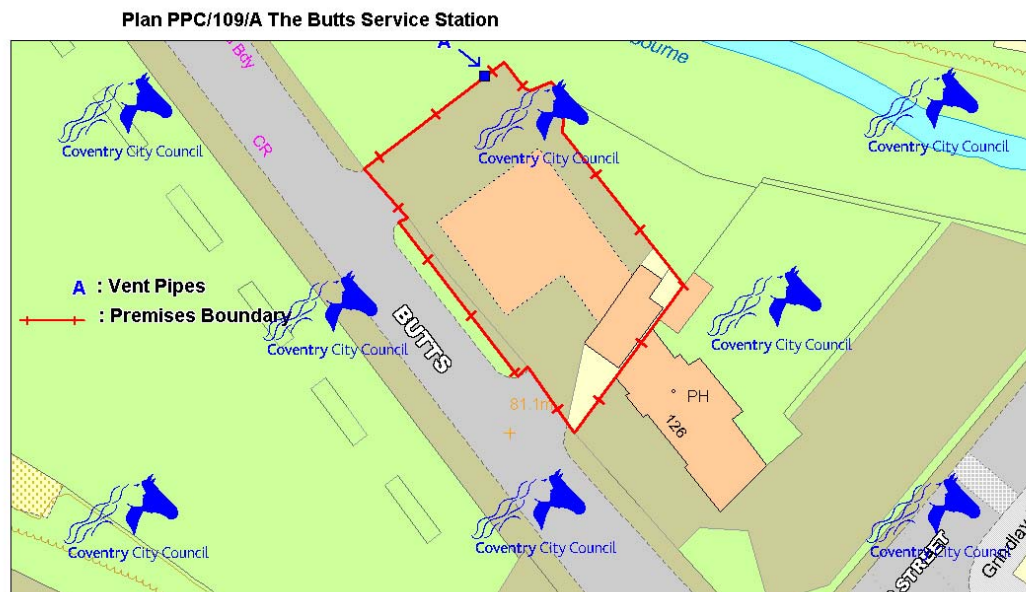 Plan PPC/109/A The Butts Service Station
A
Bdy
ourne
CR
Coventry City Council
Coventry City Council
Coventry City Council
A : Vent Pipes
: Premises Boundary
Coventry City Council
Coventry City Council
BUTTS
81.1m
PH
126
Coventry City Council
Coventry City Council
Coventry City Council
STREET
Grindlay